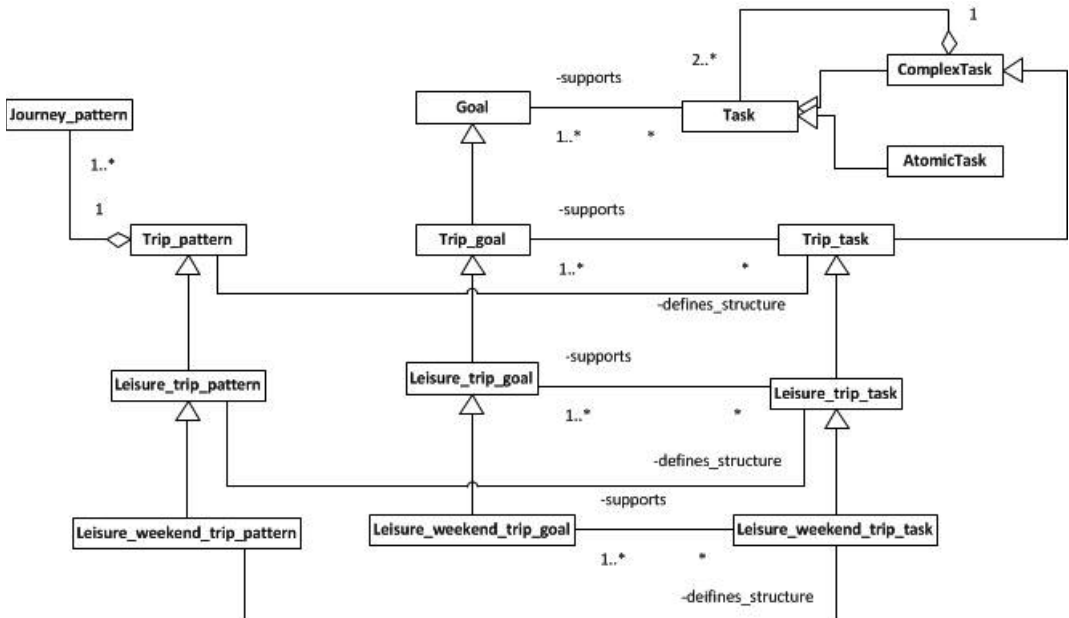 1
2..*
ComplexTask
-supports
Goal
Journey_pattern
Task
1..*
*
AtomicTask
1..*
1
-supports
Trip_pattern
Trip_goal
Trip_task
1..*
*
-defines_structure
-supports
Leisure_trip_pattern
Leisure_trip_goal
Leisure_trip_task
1..*
*
-defines_structure
-supports
Leisure_weekend_trip_pattern
Leisure_weekend_trip_goal
Leisure_weekend_trip_task
1..*
*
-deifines_structure